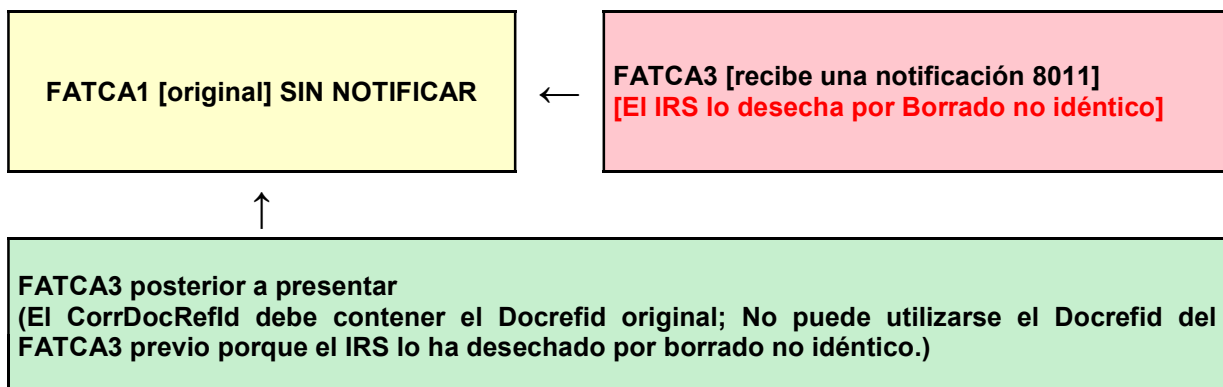 FATCA1 [original] SIN NOTIFICAR
←
FATCA3 [recibe una notificación 8011]
[El IRS lo desecha por Borrado no idéntico]
↑
FATCA3 posterior a presentar
(El CorrDocRefId debe contener el Docrefid original; No puede utilizarse el Docrefid del
FATCA3 previo porque el IRS lo ha desechado por borrado no idéntico.)